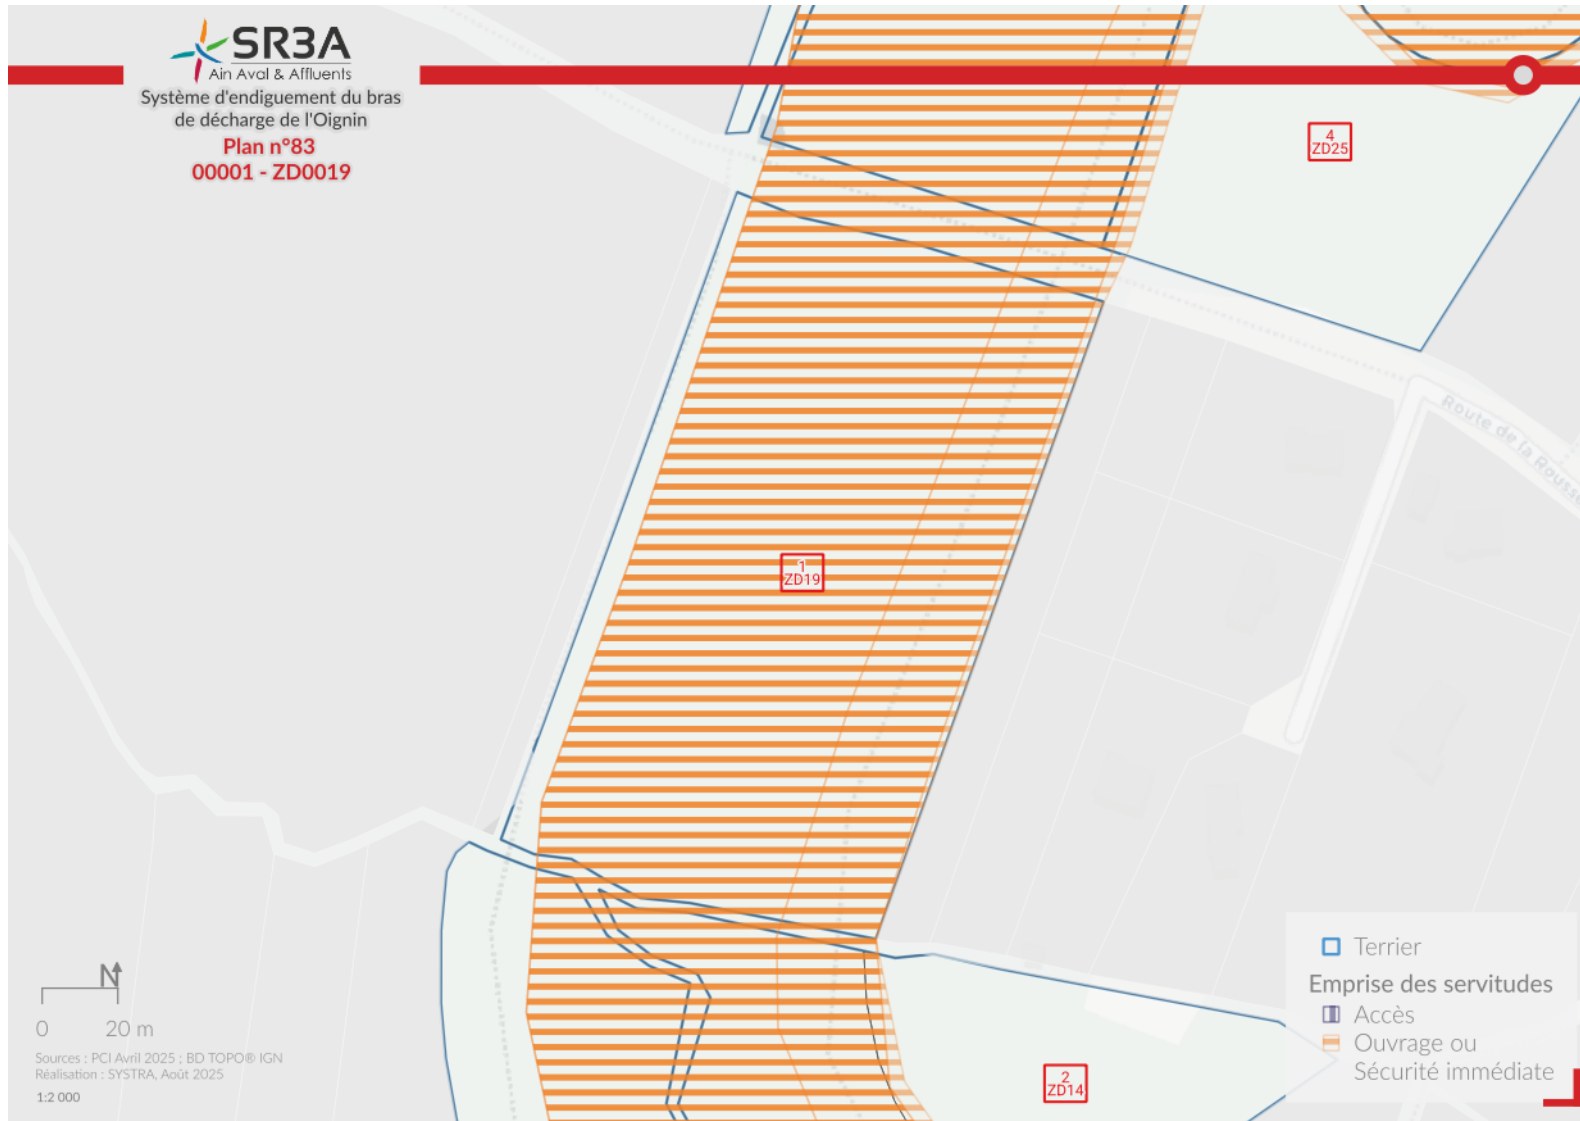 SR3A
Ain Aval & Affluents
Système d'endiguement du bras
de décharge de l'Oignin
Plan n°83
00001 - ZD0019
4
ZD25
Route de la Rousse
1
ZD19
2
ZD14
N
0 20 m
Sources : PCI Avril 2025 ; BD TOPO® IGN
Réalisation : SYSTRA, Août 2025
1:2 000
Terrier
Emprise des servitudes
Accès
Ouvrage ou
Sécurité immédiate